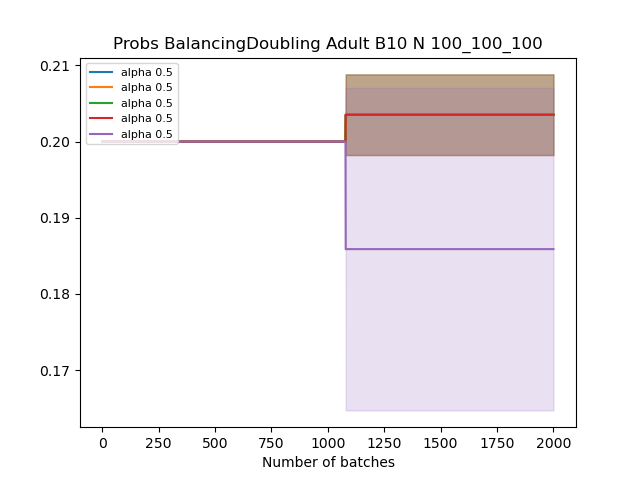 Probs BalancingDoubling Adult B10 N 100_100_100
0.21
0.20
0.19
0.18
0.17
alpha 0.5
alpha 0.5
alpha 0.5
alpha 0.5
alpha 0.5
0 250 500 750 1000 1250 1500 1750 2000
Number of batches